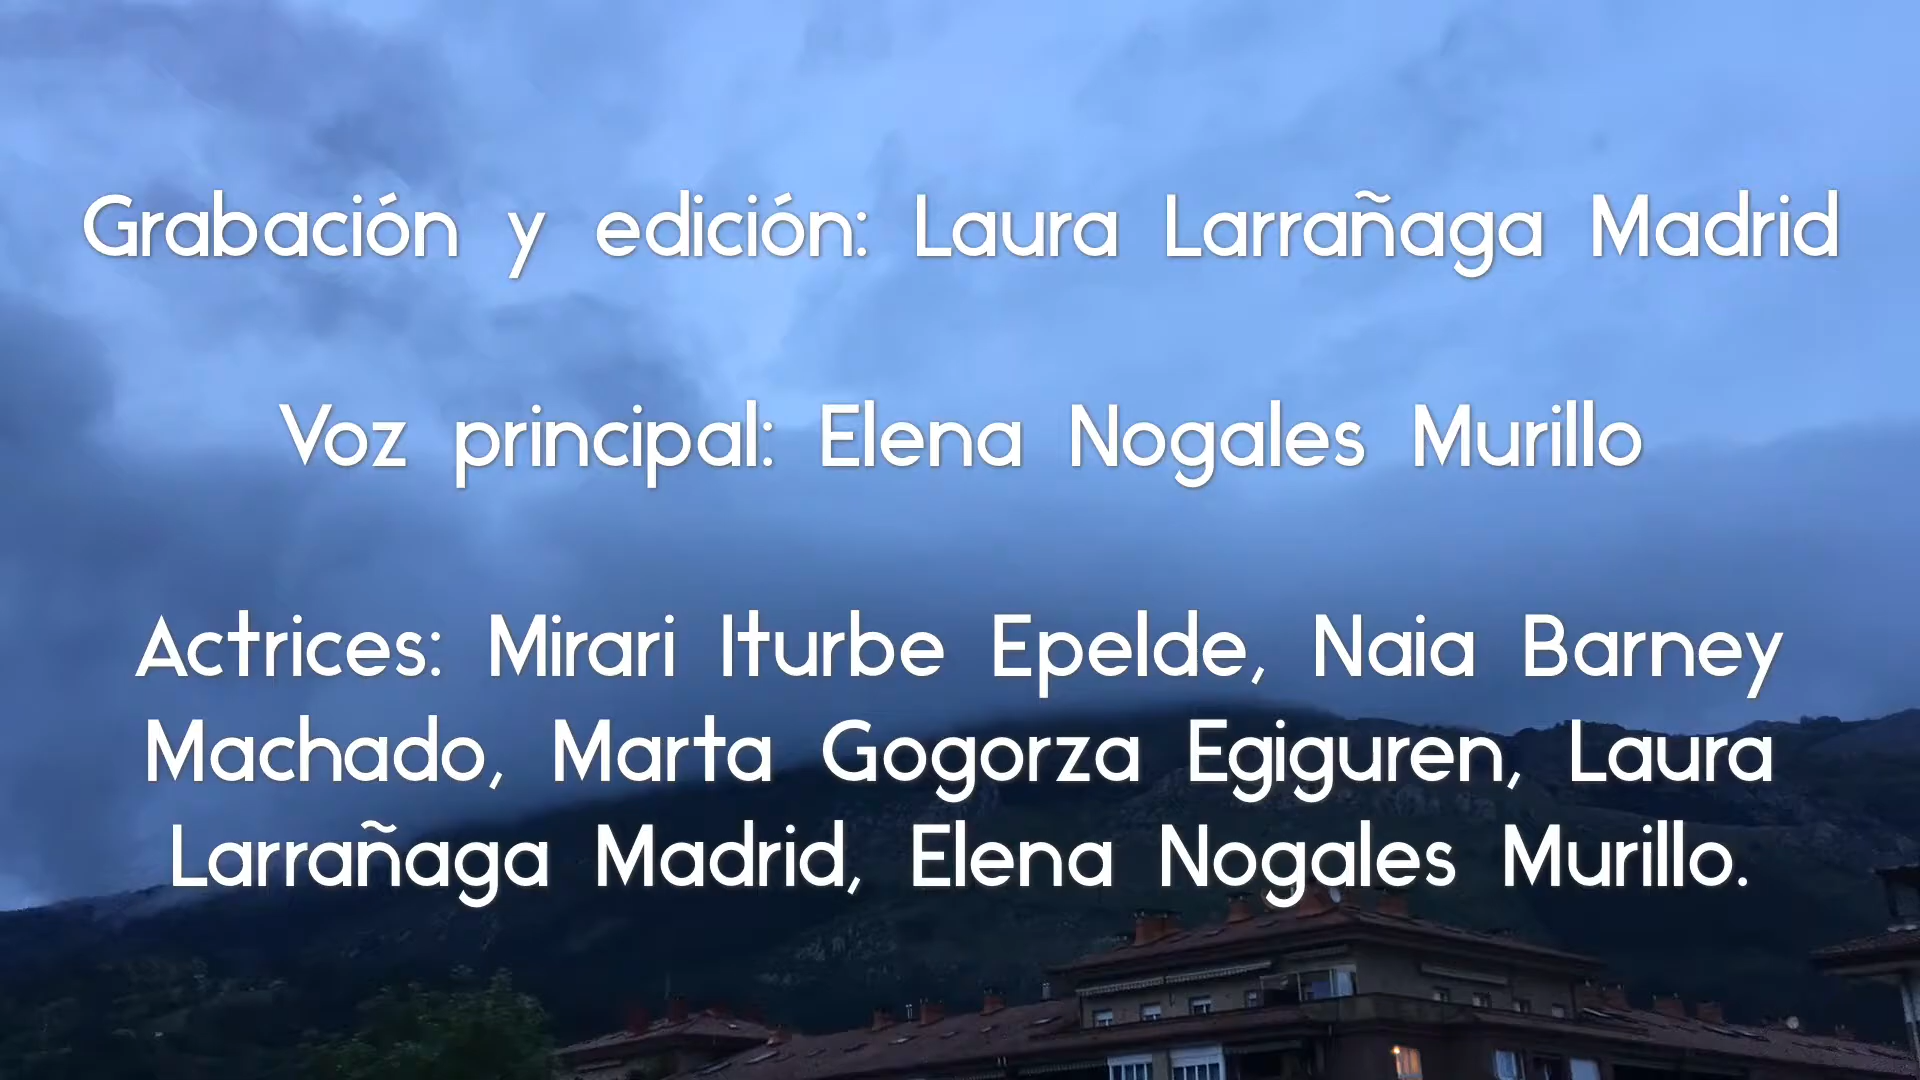 Grabación y edición: Laura Larrañaga Madrid
Voz principal: Elena Nogales Murillo
Actrices: Mirari Iturbe Epelde, Naia Barney
Machado, Marta Gogorza Egiguren, Laura
Larrañaga Madrid, Elena Nogales Murillo.